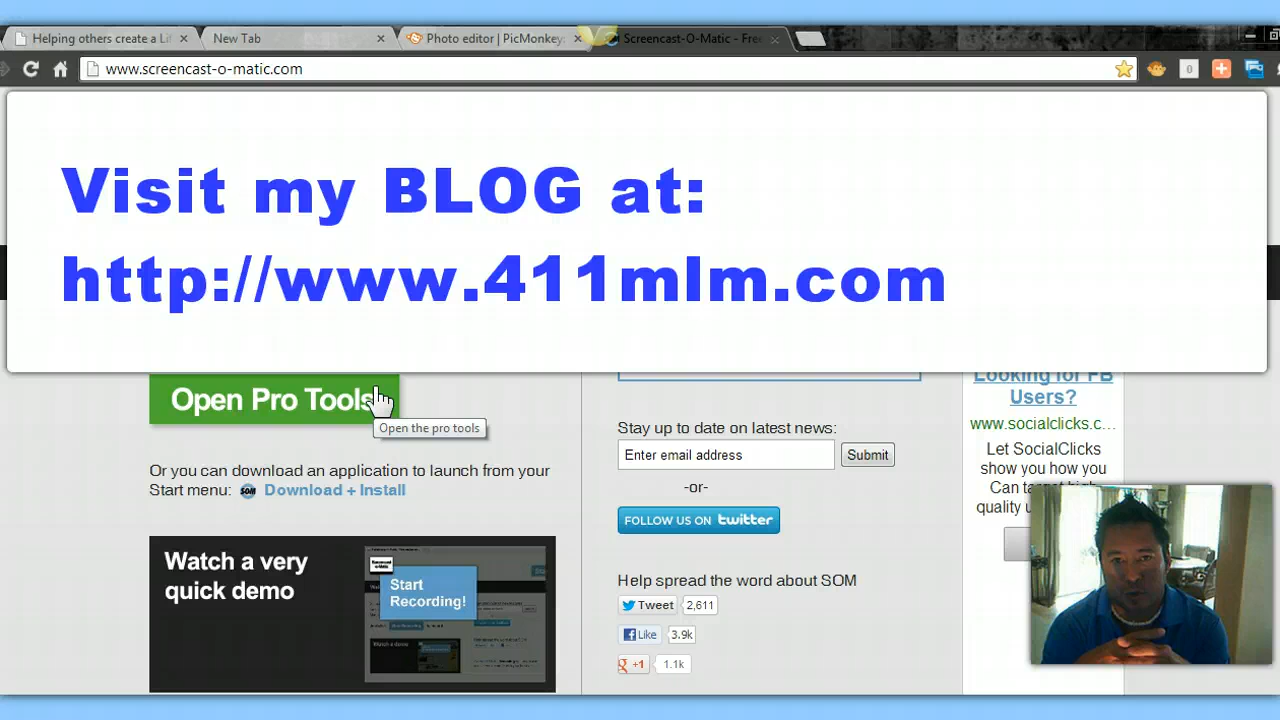 Helping others create a Li
New Tab
Photo editor | PicMonkey:
Screencast-O-Matic - Free
www.screencast-o-matic.com
0
Visit my BLOG at:
http://www.411mlm.com
Open Pro Tools
Open the pro tools
Or you can download an application to launch from your
Start menu: SOM Download + Install
Watch a very
quick demo
Start
Recording!
Stay up to date on latest news:
Enter email address Submit
-or-
FOLLOW US ON twitter
Help spread the word about SOM
Tweet 2,611
Like 3.9k
+1 1.1k
Looking for FB
Users?
www.socialclicks.c...
Let SocialClicks
show you how you
Can
quality